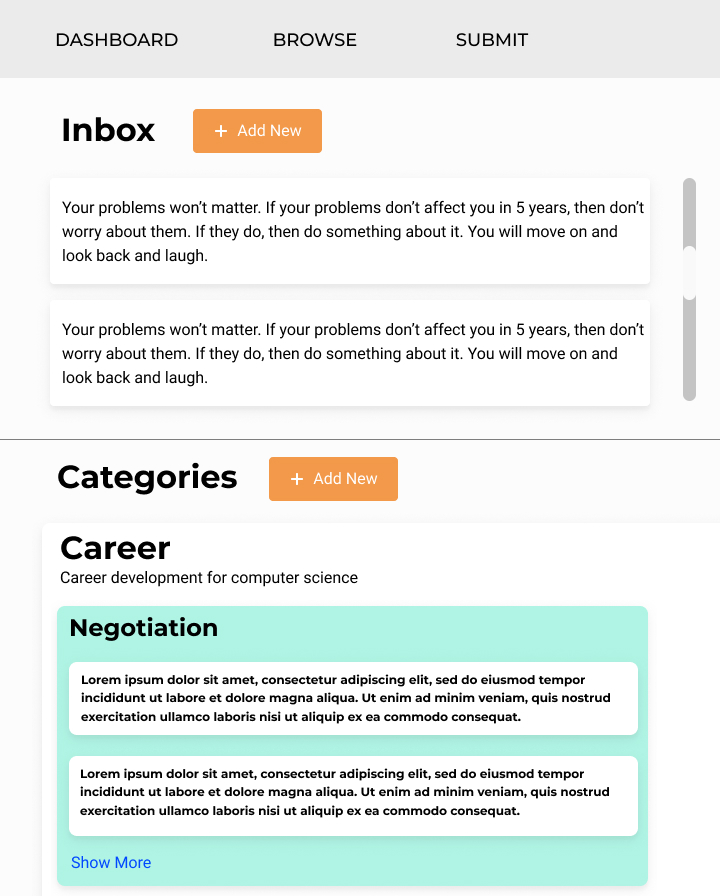 DASHBOARD BROWSE SUBMIT
Inbox
+ Add New
Your problems won’t matter. If your problems don’t affect you in 5 years, then don’t
worry about them. If they do, then do something about it. You will move on and
look back and laugh.
Your problems won’t matter. If your problems don’t affect you in 5 years, then don’t
worry about them. If they do, then do something about it. You will move on and
look back and laugh.
Categories
+ Add New
Career
Career development for computer science
Negotiation
Lorem ipsum dolor sit amet, consectetur adipiscing elit, sed do eiusmod tempor
incididunt ut labore et dolore magna aliqua. Ut enim ad minim veniam, quis nostrud
exercitation ullamco laboris nisi ut aliquip ex ea commodo consequat.
Lorem ipsum dolor sit amet, consectetur adipiscing elit, sed do eiusmod tempor
incididunt ut labore et dolore magna aliqua. Ut enim ad minim veniam, quis nostrud
exercitation ullamco laboris nisi ut aliquip ex ea commodo consequat.
Show More